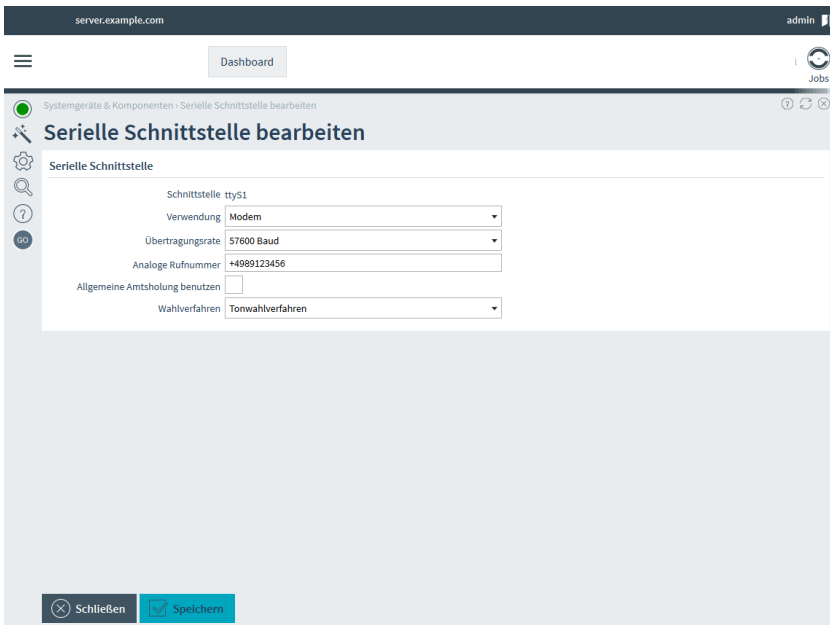 server.example.com
admin
Dashboard
Jobs
Systemgeräte & Komponenten › Serielle Schnittstelle bearbeiten
Serielle Schnittstelle bearbeiten
Serielle Schnittstelle
Schnittstelle ttyS1
Verwendung Modem
Übertragungsrate 57600 Baud
Analoge Rufnummer +4989123456
Allgemeine Amtsholung benutzen
Wahlverfahren Tonwahlverfahren
GO
Schließen Speichern